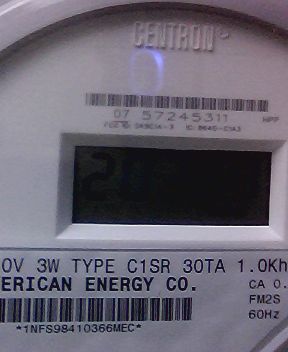 CENTRON
07 57245311
0V 3W TYPE C1SR 30TA 1.0Kh
ERICAN ENERGY CO.
CA 0.
FM2S
60Hz
*1NFS98410366MEC*